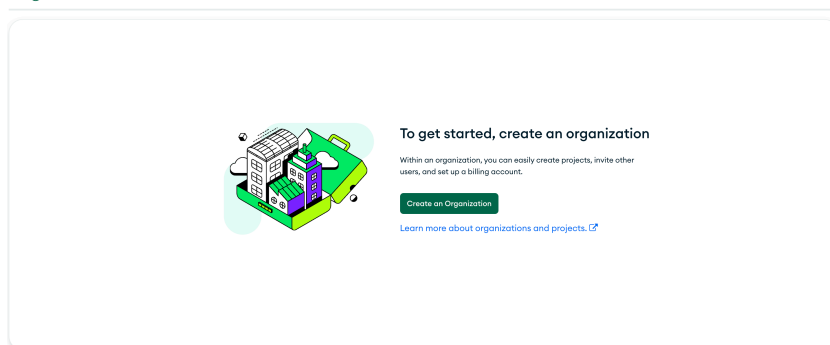 To get started, create an organization
Within an organization, you can easily create projects, invite other
users, and set up a billing account.
Create an Organization
Learn more about organizations and projects.